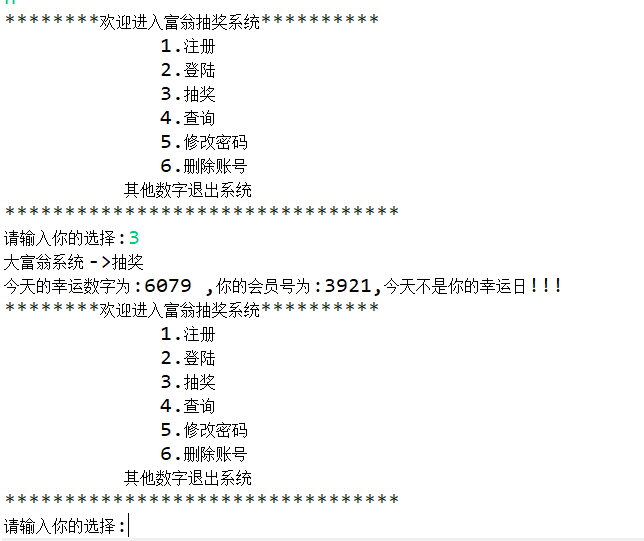 ********欢迎进入富翁抽奖系统**********
1.注册
2.登陆
3.抽奖
4.查询
5.修改密码
6.删除账号
其他数字退出系统
*********************************
请输入你的选择:3
大富翁系统->抽奖
今天的幸运数字为:6079 ,你的会员号为:3921,今天不是你的幸运日!!!
********欢迎进入富翁抽奖系统**********
1.注册
2.登陆
3.抽奖
4.查询
5.修改密码
6.删除账号
其他数字退出系统
*********************************
请输入你的选择: